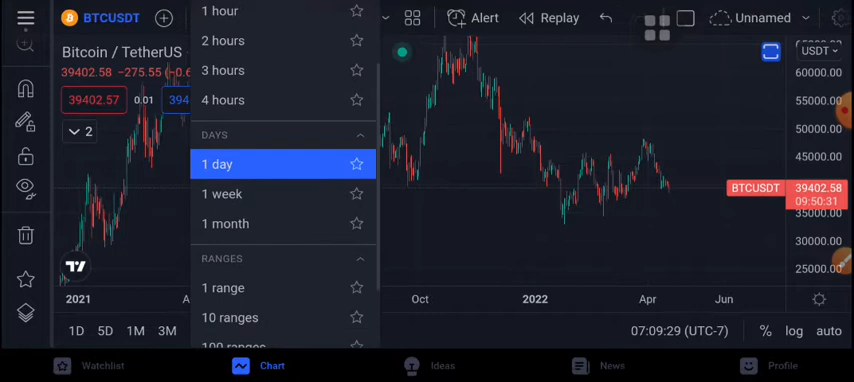 BTCUSDT
1 hour
Alert
Replay
Unnamed
Bitcoin / TetherUS
2 hours
USDT
39402.58 −275.55
3 hours
60000.00
39402.57
0.01
394
4 hours
55000.00
2
DAYS
50000.00
1 day
45000.00
1 week
BTCUSDT
39402.58
09:50:31
1 month
35000.00
30000.00
RANGES
25000.00
1 range
2021
A
Oct
2022
Apr
Jun
10 ranges
1D 5D 1M 3M
07:09:29 (UTC-7)
% log auto
100 ranges
Watchlist
Chart
Ideas
News
Profile